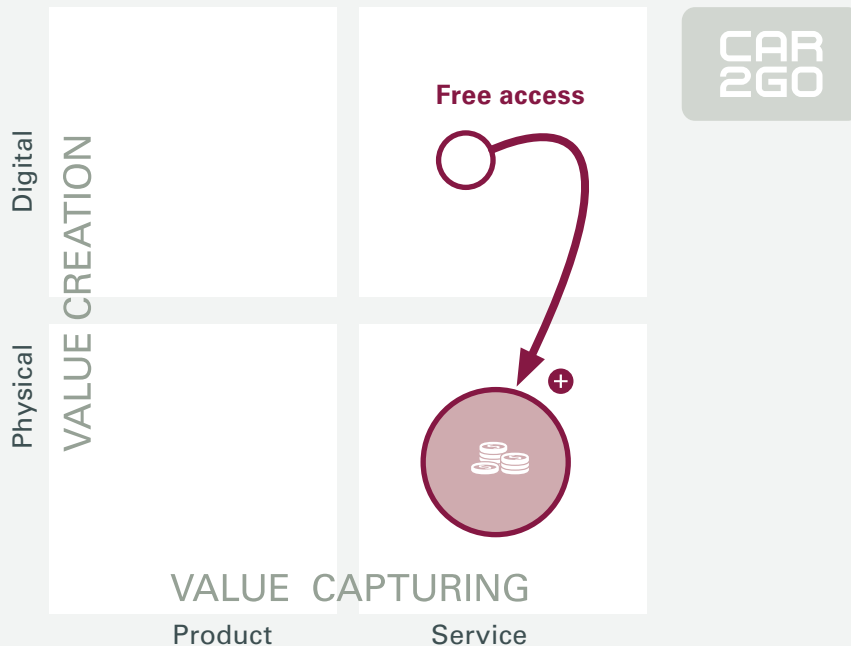 CAR
2GO
Free access
Digital
VALUE CREATION
Physical
+
VALUE CAPTURING
Product
Service